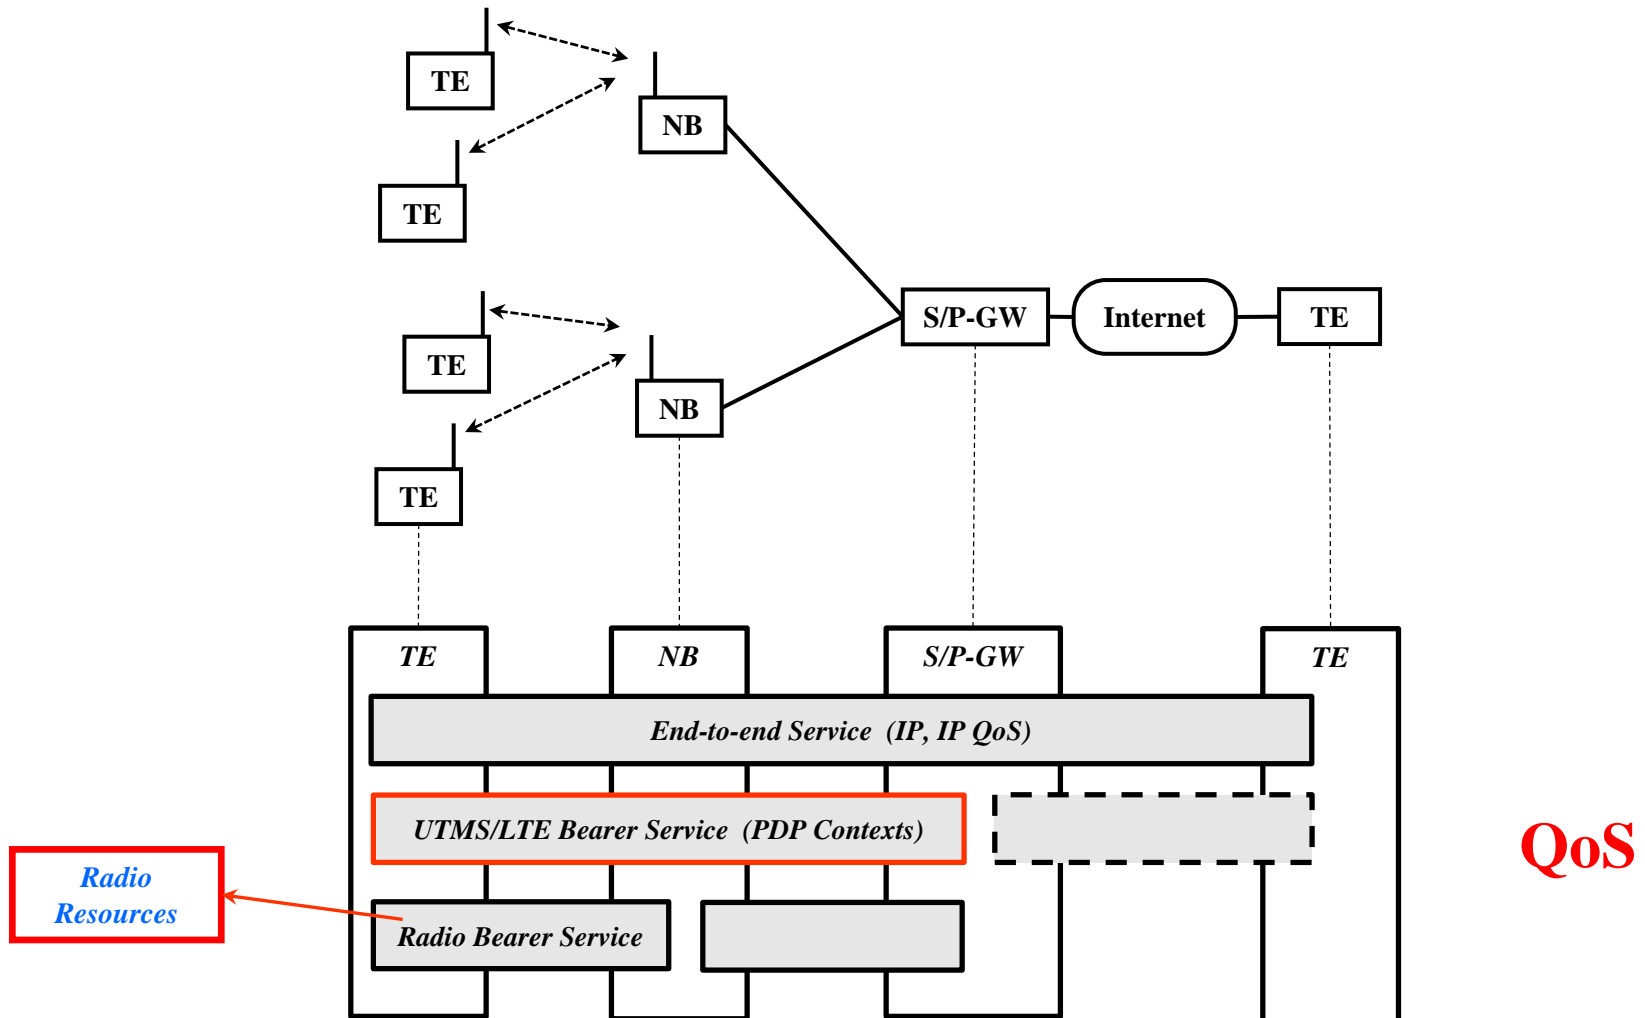 TE
NB
TE
S/P-GW
Internet
TE
TE
NB
TE
TE
NB
S/P-GW
TE
End-to-end Service (IP, IP QoS)
UTMS/LTE Bearer Service (PDP Contexts)
QoS
Radio
Resources
Radio Bearer Service